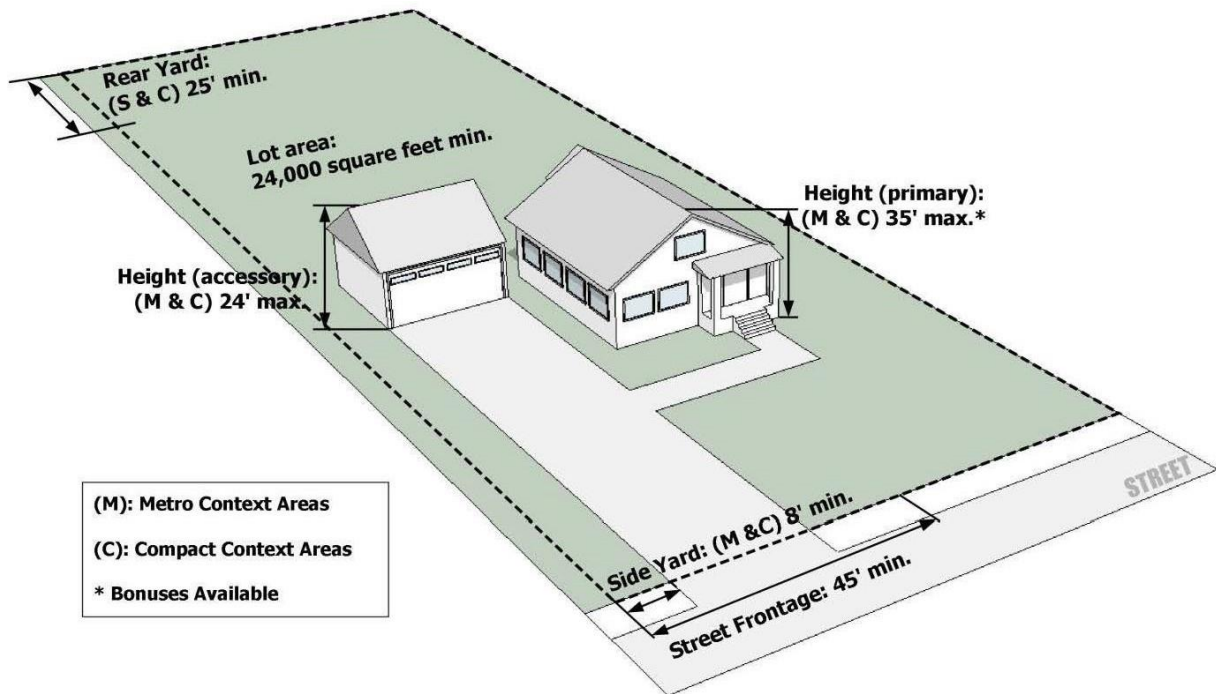 Rear Yard:
(S & C) 25' min.
Lot area:
24,000 square feet min.
Height (primary):
(M & C) 35' max.*
Height (accessory):
(M & C) 24' max.
STREET
Side Yard: (M &C) 8' min.
Street Frontage: 45' min.
(M): Metro Context Areas
(C): Compact Context Areas
* Bonuses Available